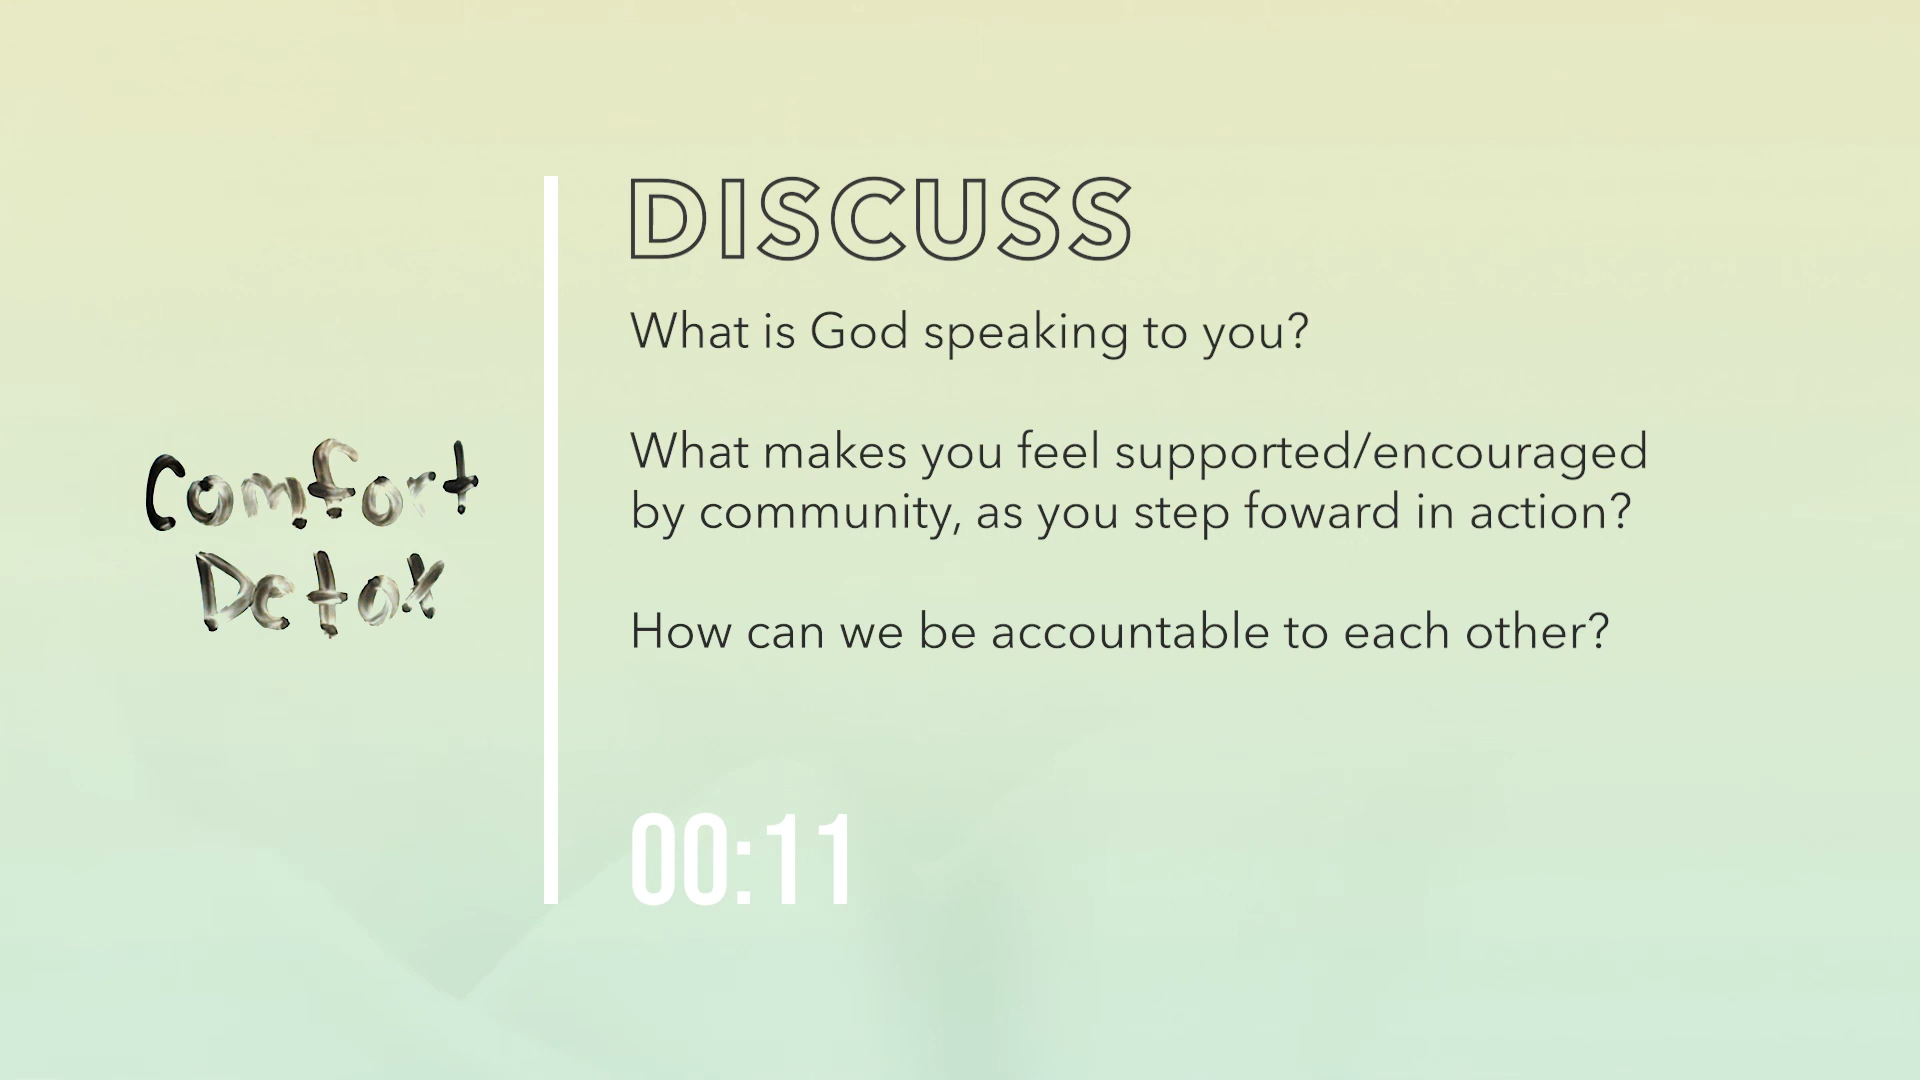 Comfort
Detox
DISCUSS
What is God speaking to you?
What makes you feel supported/encouraged
by community, as you step foward in action?
How can we be accountable to each other?
00:11